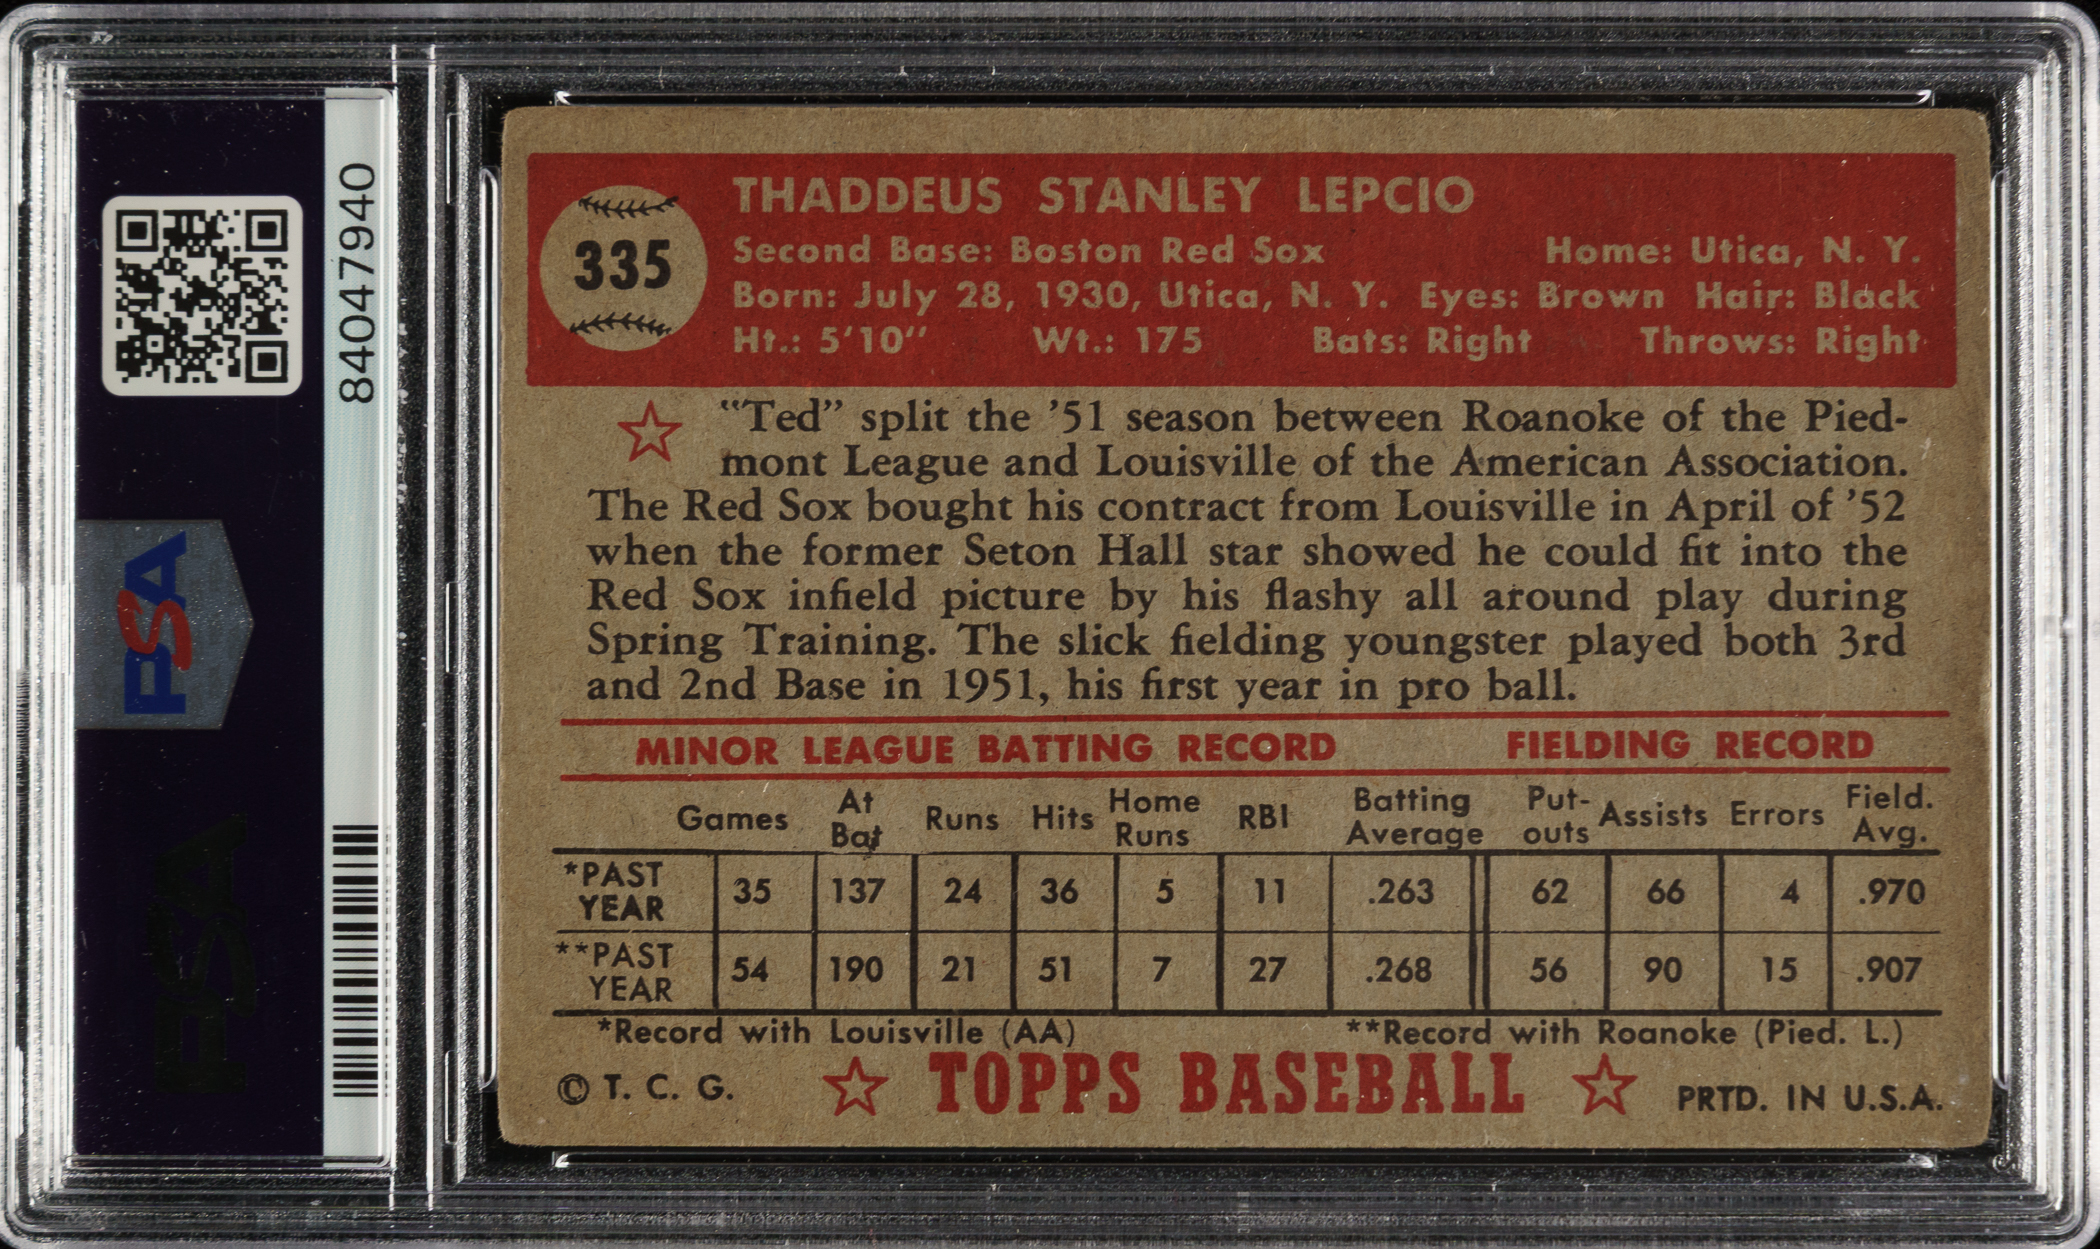 84047940
PSA
PSA
335
THADDEUS STANLEY LEPCIO
Second Base: Boston Red Sox Home: Utica, N. Y.
Born: July 28, 1930, Utica, N. Y. Eyes: Brown Hair: Black
Ht.: 5'10" Wt.: 175 Bats: Right Throws: Right
"Ted" split the '51 season between Roanoke of the Pied-
mont League and Louisville of the American Association.
The Red Sox bought his contract from Louisville in April of '52
when the former Seton Hall star showed he could fit into the
Red Sox infield picture by his flashy all around play during
Spring Training. The slick fielding youngster played both 3rd
and 2nd Base in 1951, his first year in pro ball.
MINOR LEAGUE BATTING RECORD FIELDING RECORD
Games At Bat Runs Hits Home Runs RBI Batting Average Put-outs Assists Errors Field. Avg.
*PAST YEAR 35 137 24 36 5 11 .263 62 66 4 .970
**PAST YEAR 54 190 21 51 7 27 .268 56 90 15 .907
*Record with Louisville (AA) **Record with Roanoke (Pied. L.)
© T. C. G. TOPPS BASEBALL PRTD. IN U.S.A.